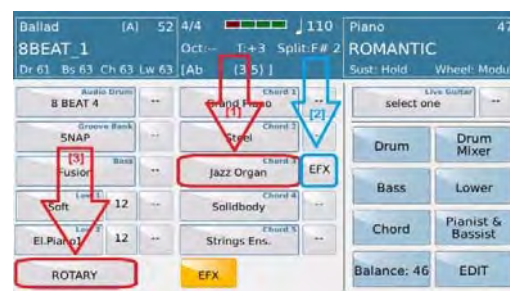 Ballad [A] 52 4/4 110 Piano 47
8BEAT_1 Oct:-- T:+3 Split:F# 2 ROMANTIC
Dr 61 Bs 63 Ch 63 Lw 63 [Ab (3 5) ] Sust: Hold Wheel: Modu
Audio Drum
8 BEAT 4 --
Chord 1
Grand Piano --
Live Guitar
select one --
Groove Bank
SNAP --
[1]
Chord 2
Steel
[2]
Drum
Drum Mixer
[3]
Bass
Fusion --
Chord 3
Jazz Organ EFX
Bass
Lower
Low 1
Soft 12 --
Chord 4
Solidbody --
Chord
Pianist & Bassist
Low 2
El.Piano1 12 --
Chord 5
Strings Ens. --
ROTARY
EFX
Balance: 46
EDIT